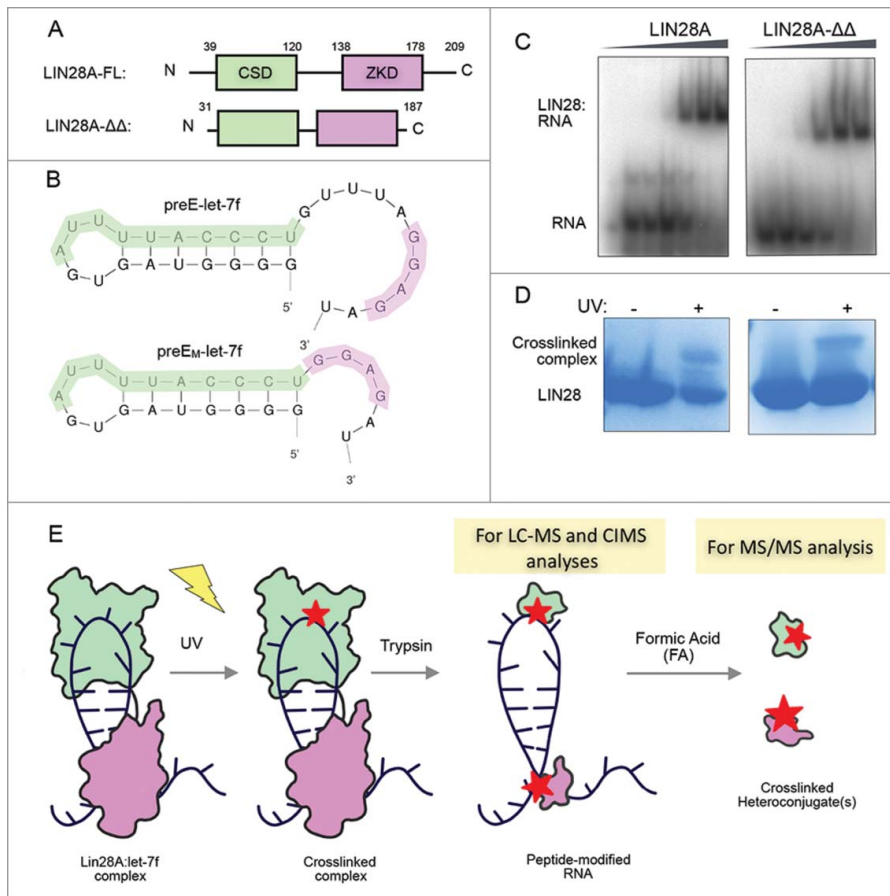 A
39 120 138 178 209
LIN28A-FL: N CSD ZKD C
31 187
LIN28A-ΔΔ: N C
B
preE-let-7f
G U U U A G G A G A U
A U U U U A C C C U
G U G A U G G G G
5'
3'
preEM-let-7f
A U U U U A C C C U G G A G A U
G U G A U G G G G
5'
3'
C
LIN28A LIN28A-ΔΔ
LIN28:
RNA
RNA
D
UV: - + - +
Crosslinked
complex
LIN28
E
For LC-MS and CIMS
analyses
For MS/MS analysis
UV
Trypsin
Formic Acid
(FA)
Lin28A:let-7f
complex
Crosslinked
complex
Peptide-modified
RNA
Crosslinked
Heteroconjugate(s)